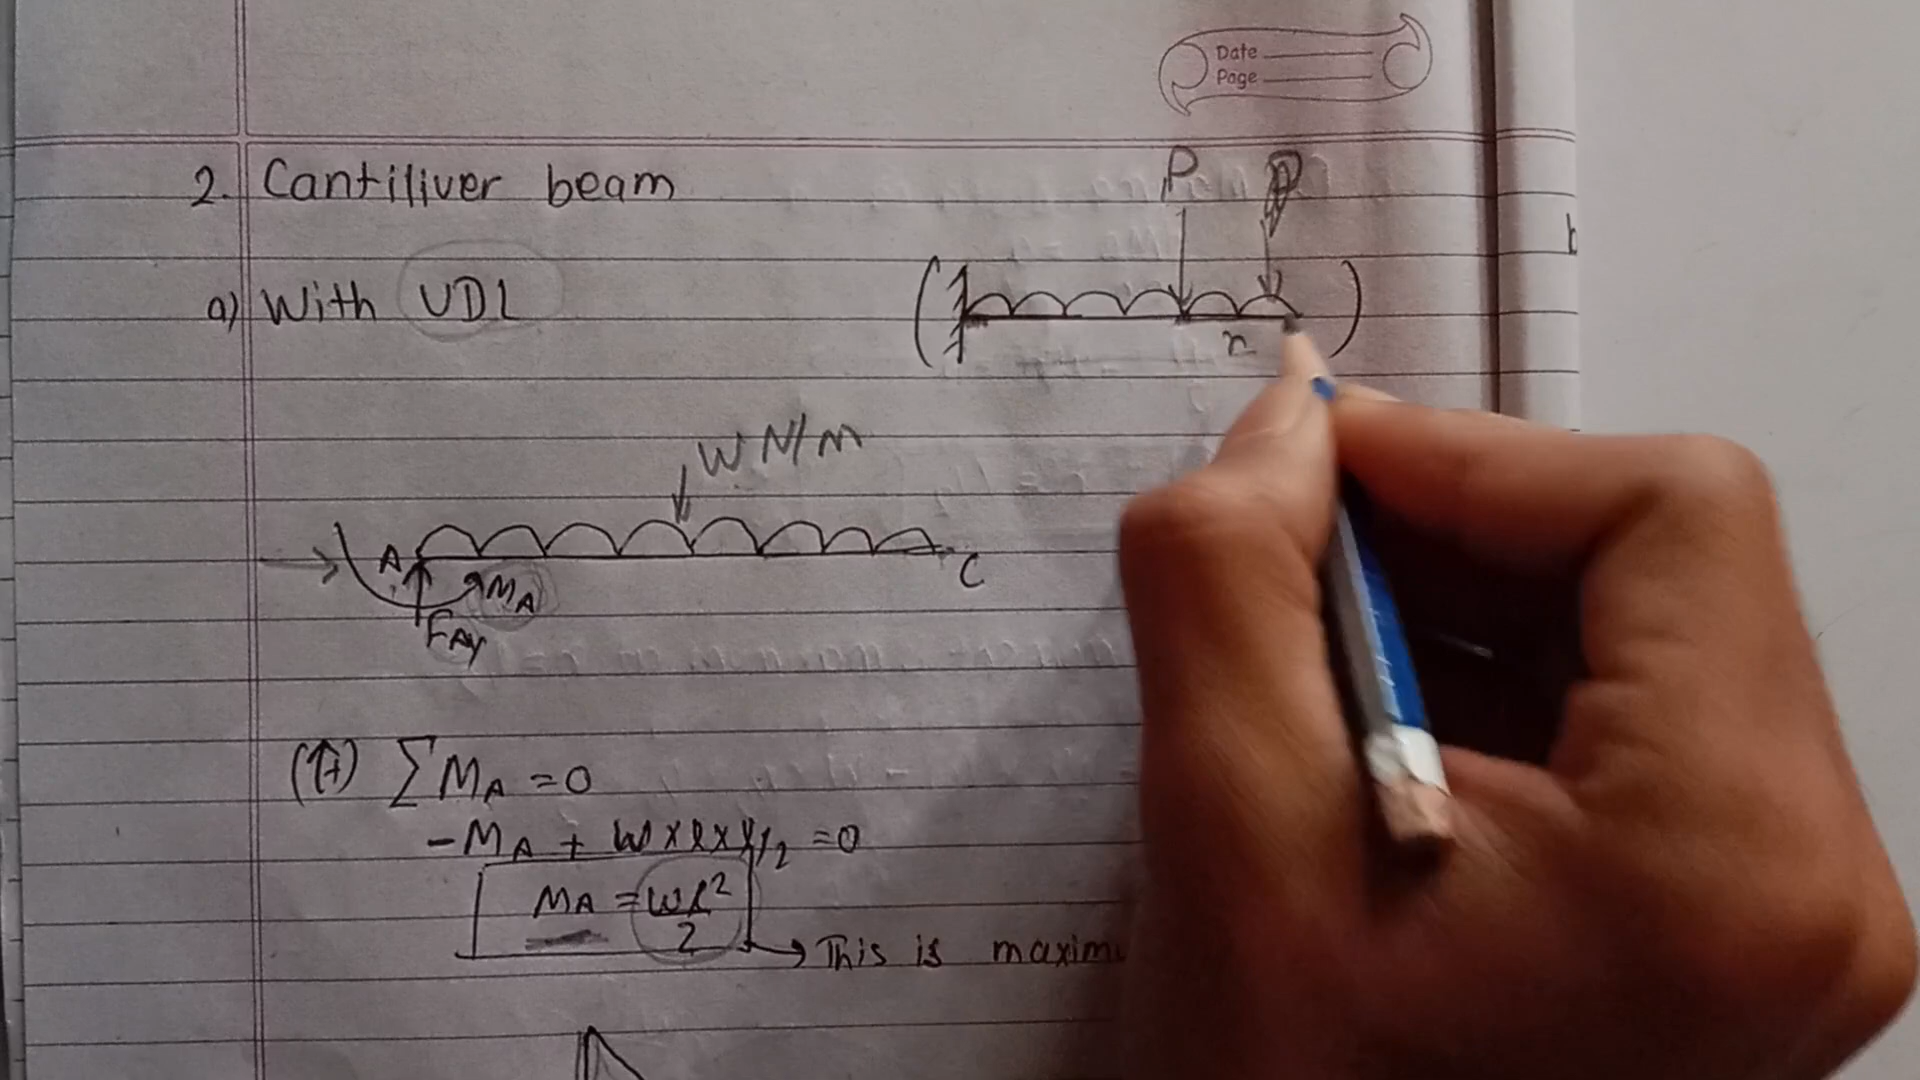 Date
Page
2. Cantiliver beam
P
a) With UDL
x
W N/m
A
C
MA
FAy
(↑+) ΣMA = 0
-MA + W x l x l/2 = 0
MA = wl²/2
→ This is